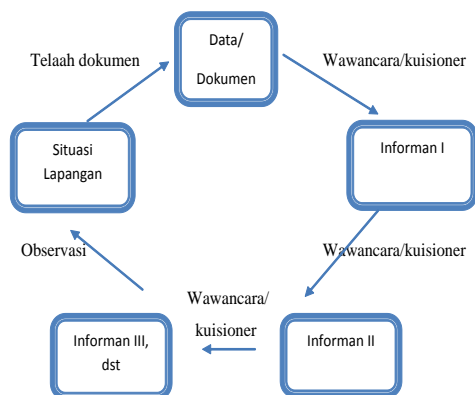 Data/
Dokumen
Telaah dokumen
Wawancara/kuisioner
Situasi
Lapangan
Informan I
Observasi
Wawancara/kuisioner
Wawancara/
kuisioner
Informan III,
dst
Informan II